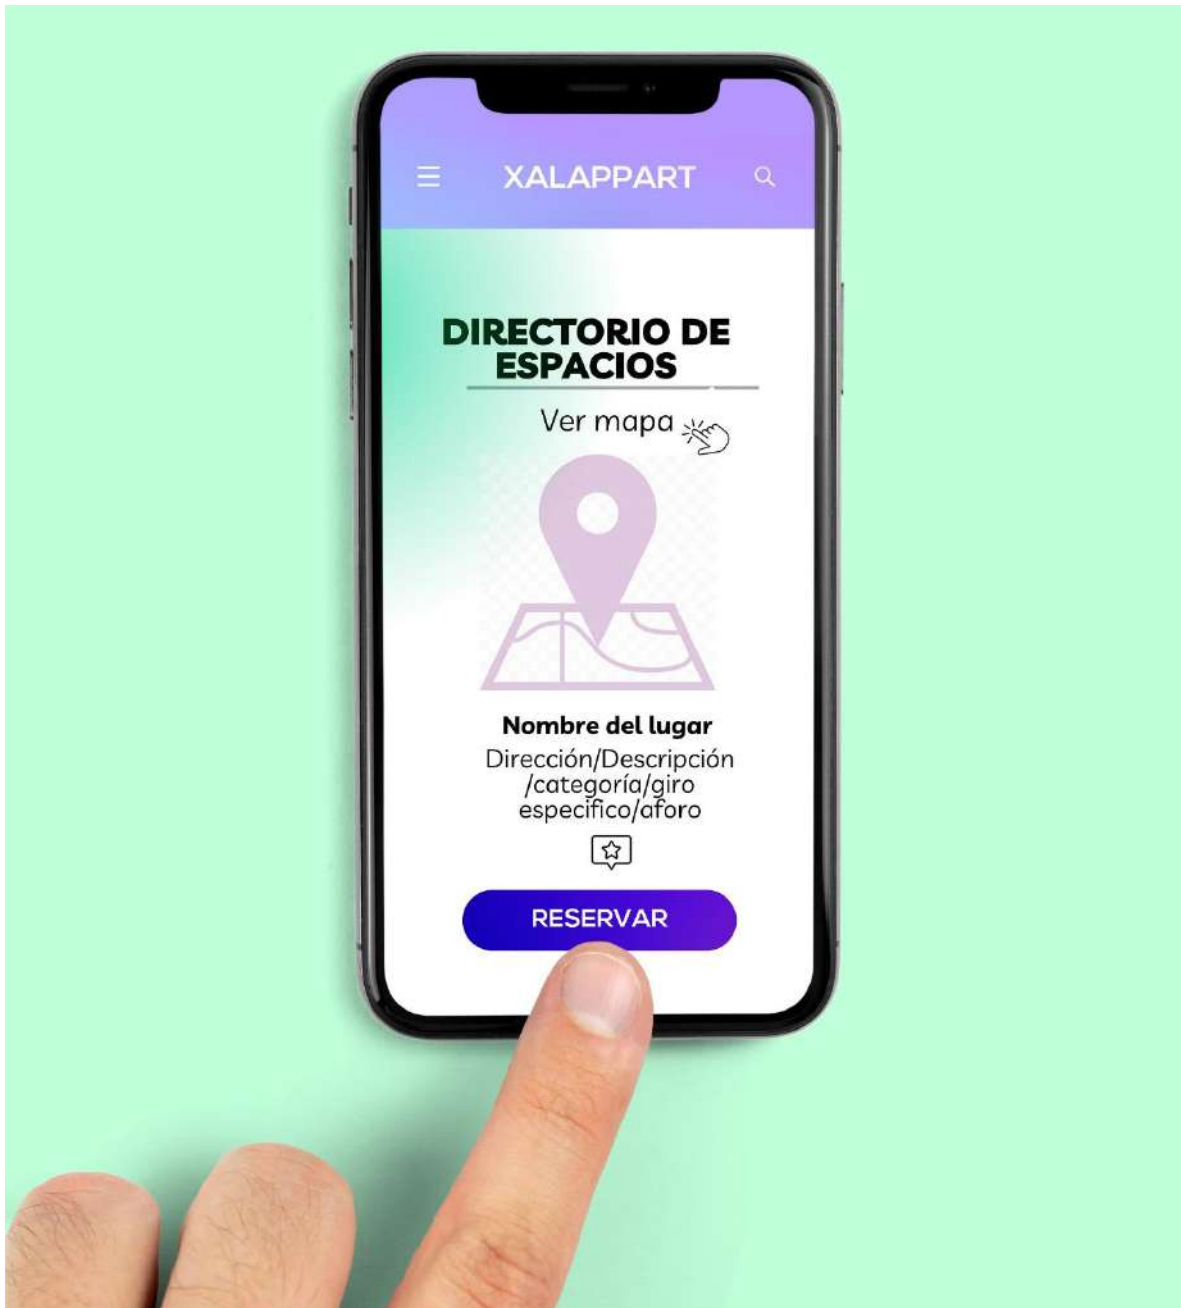 XALAPPART
DIRECTORIO DE
ESPACIOS
Ver mapa
Nombre del lugar
Dirección/Descripción
/categoría/giro
especifico/aforo
RESERVAR